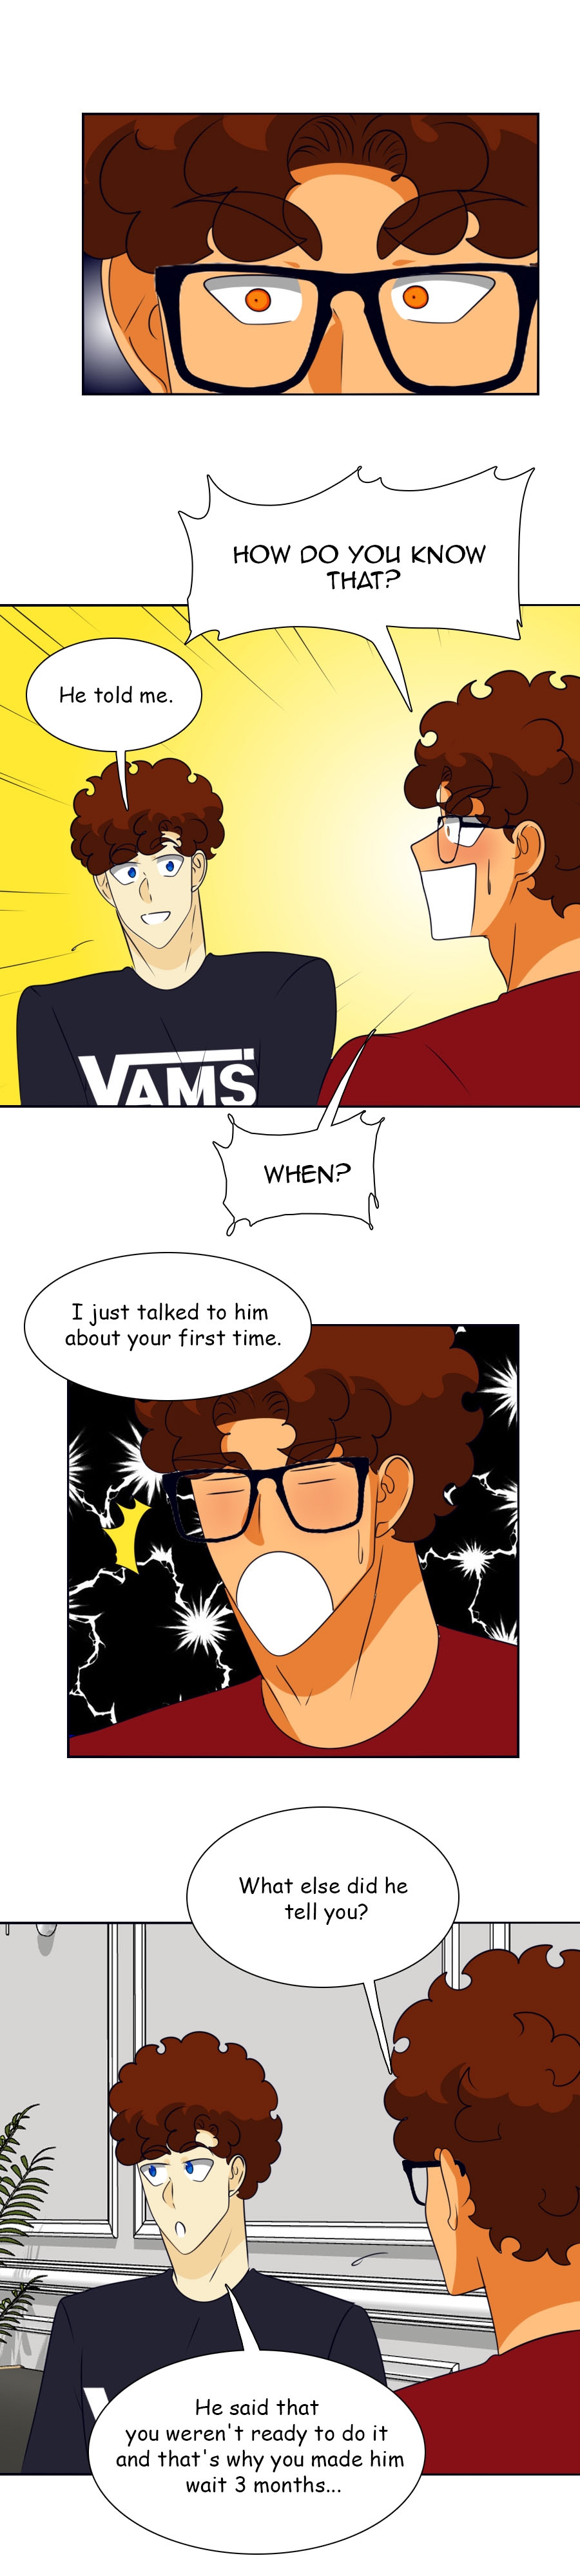 HOW DO YOU KNOW
THAT?
He told me.
VAMS
WHEN?
I just talked to him
about your first time.
What else did he
tell you?
He said that
you weren't ready to do it
and that's why you made him
wait 3 months...